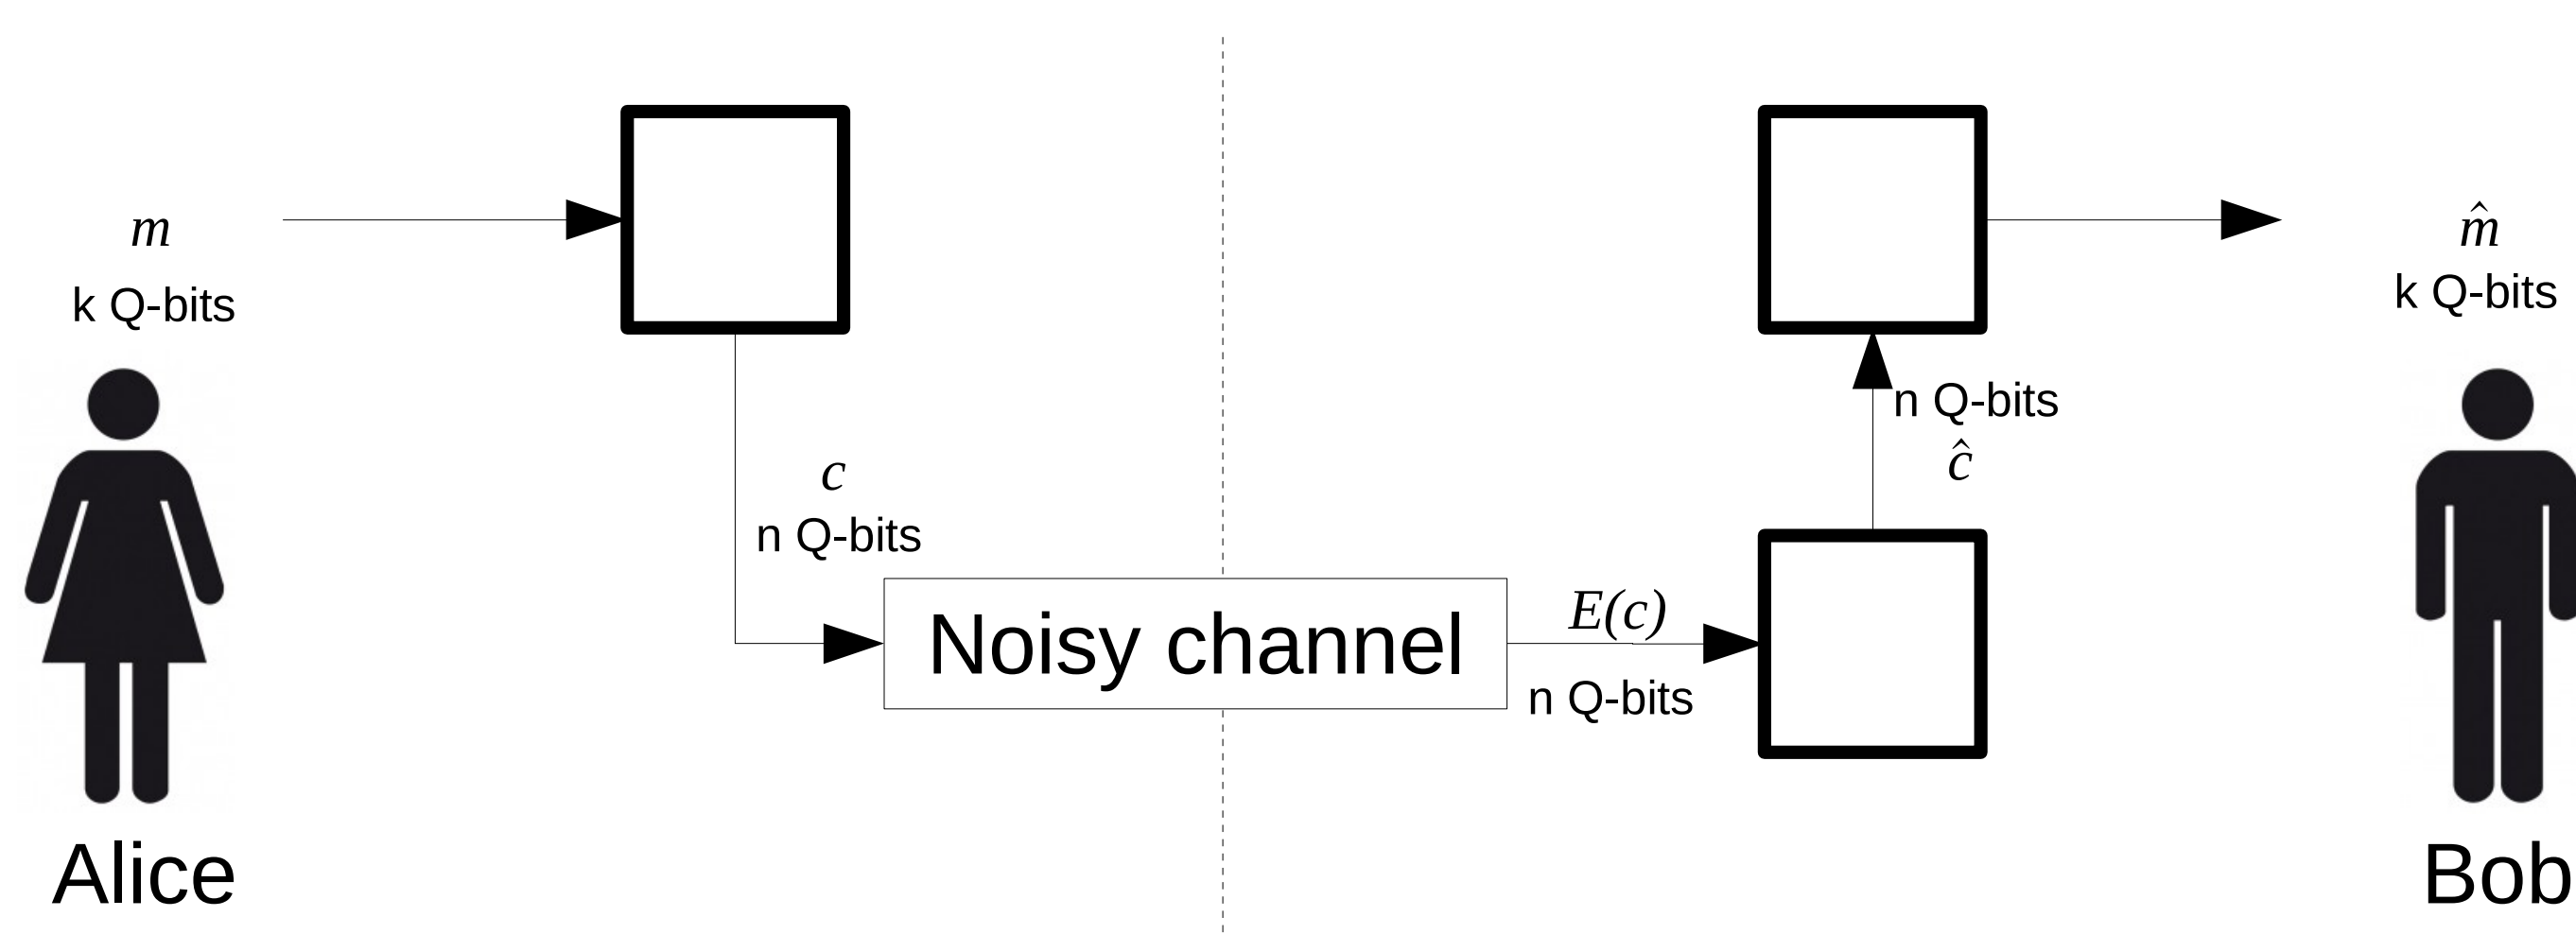 m
k Q-bits
Alice
c
n Q-bits
Noisy channel
E(c)
n Q-bits
n Q-bits
ĉ
m̂
k Q-bits
Bob